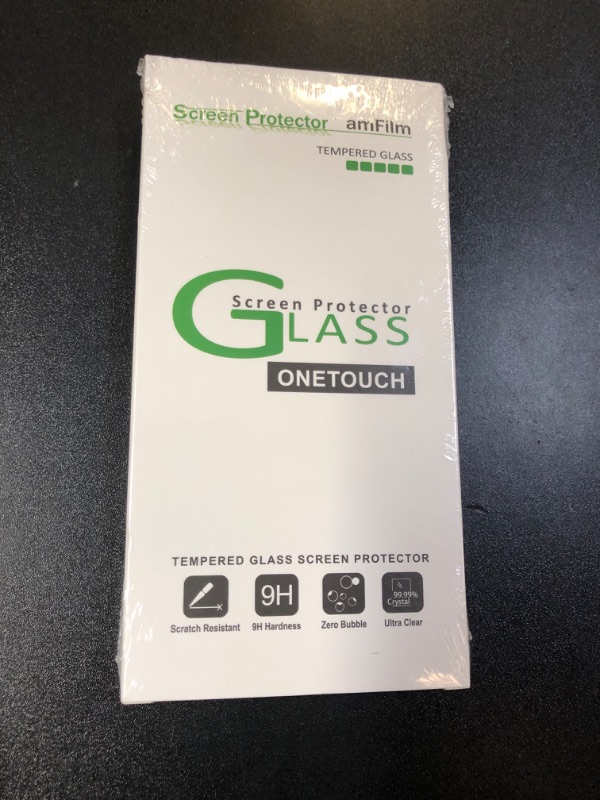 Screen Protector amFilm
TEMPERED GLASS
Screen Protector
GLASS
ONETOUCH
TEMPERED GLASS SCREEN PROTECTOR
9H
99.99%
Crystal
Scratch Resistant 9H Hardness Zero Bubble Ultra Clear